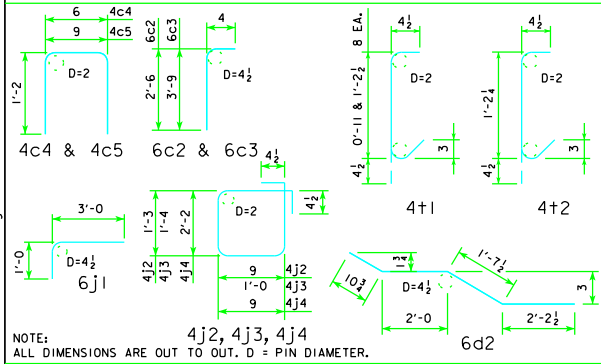 6 4c4
9 4c5
D=2
1'-2
4c4 & 4c5
6c2
6c3
4
2'-6
3'-9
D=4½
6c2 & 6c3
8 EA.
0'-11 & 1'-2½
4½
D=2
3
4½
4t1
4½
1'-2¼
D=2
3
4½
4t2
3'-0
1'-0
D=4½
6j1
4½
4½
1'-3
1'-4
2'-2
D=2
4j2
4j3
4j4
9 4j2
1'-0 4j3
9 4j4
4j2, 4j3, 4j4
1¾
10¾
D=4½
1'-7½
3
2'-0
2'-2½
6d2
NOTE:
ALL DIMENSIONS ARE OUT TO OUT. D = PIN DIAMETER.